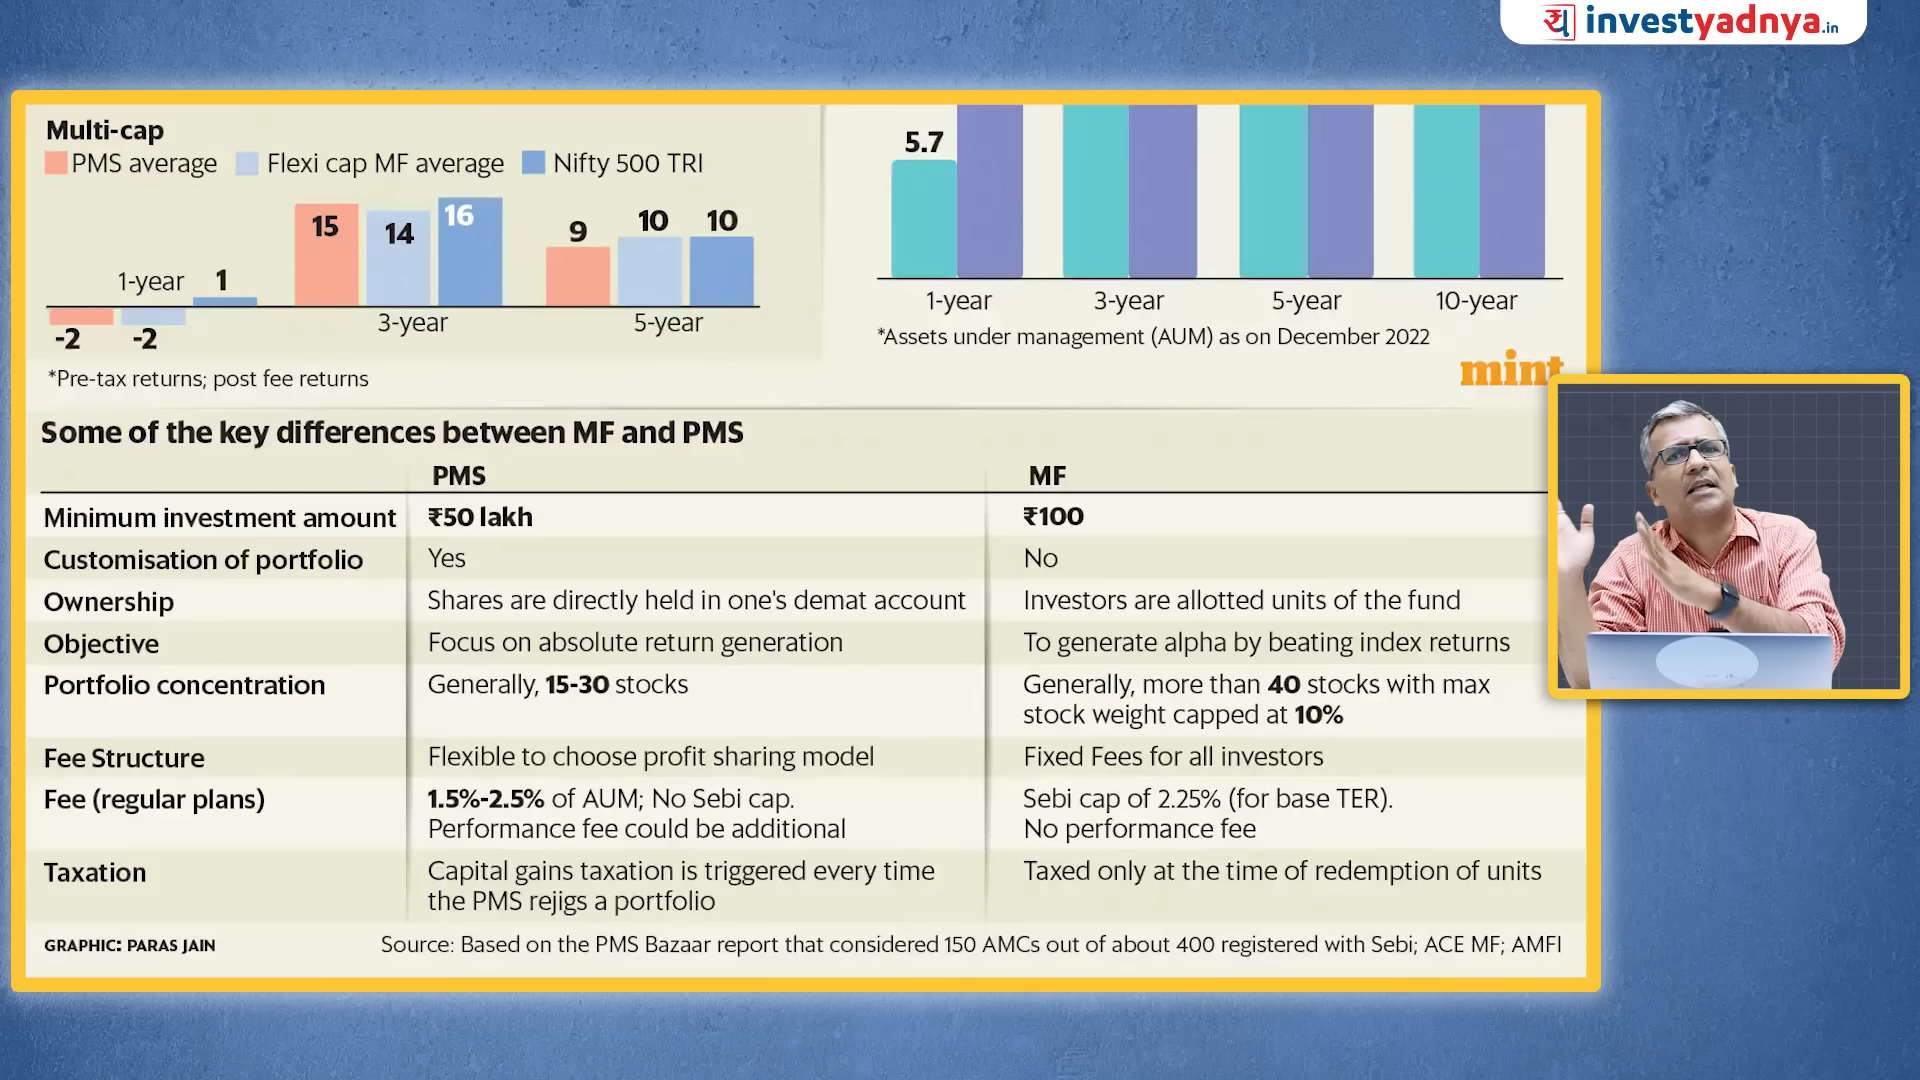 य investyadnya.in
Multi-cap
PMS average Flexi cap MF average Nifty 500 TRI
15 14 16
9 10 10
1-year 1
-2 -2
3-year 5-year
*Pre-tax returns; post fee returns
5.7
1-year 3-year 5-year 10-year
*Assets under management (AUM) as on December 2022
mint
Some of the key differences between MF and PMS
PMS MF
Minimum investment amount ₹50 lakh ₹100
Customisation of portfolio Yes No
Ownership Shares are directly held in one's demat account Investors are allotted units of the fund
Objective Focus on absolute return generation To generate alpha by beating index returns
Portfolio concentration Generally, 15-30 stocks Generally, more than 40 stocks with max
stock weight capped at 10%
Fee Structure Flexible to choose profit sharing model Fixed Fees for all investors
Fee (regular plans) 1.5%-2.5% of AUM; No Sebi cap. Sebi cap of 2.25% (for base TER).
Performance fee could be additional No performance fee
Taxation Capital gains taxation is triggered every time Taxed only at the time of redemption of units
the PMS rejigs a portfolio
GRAPHIC: PARAS JAIN Source: Based on the PMS Bazaar report that considered 150 AMCs out of about 400 registered with Sebi; ACE MF; AMFI